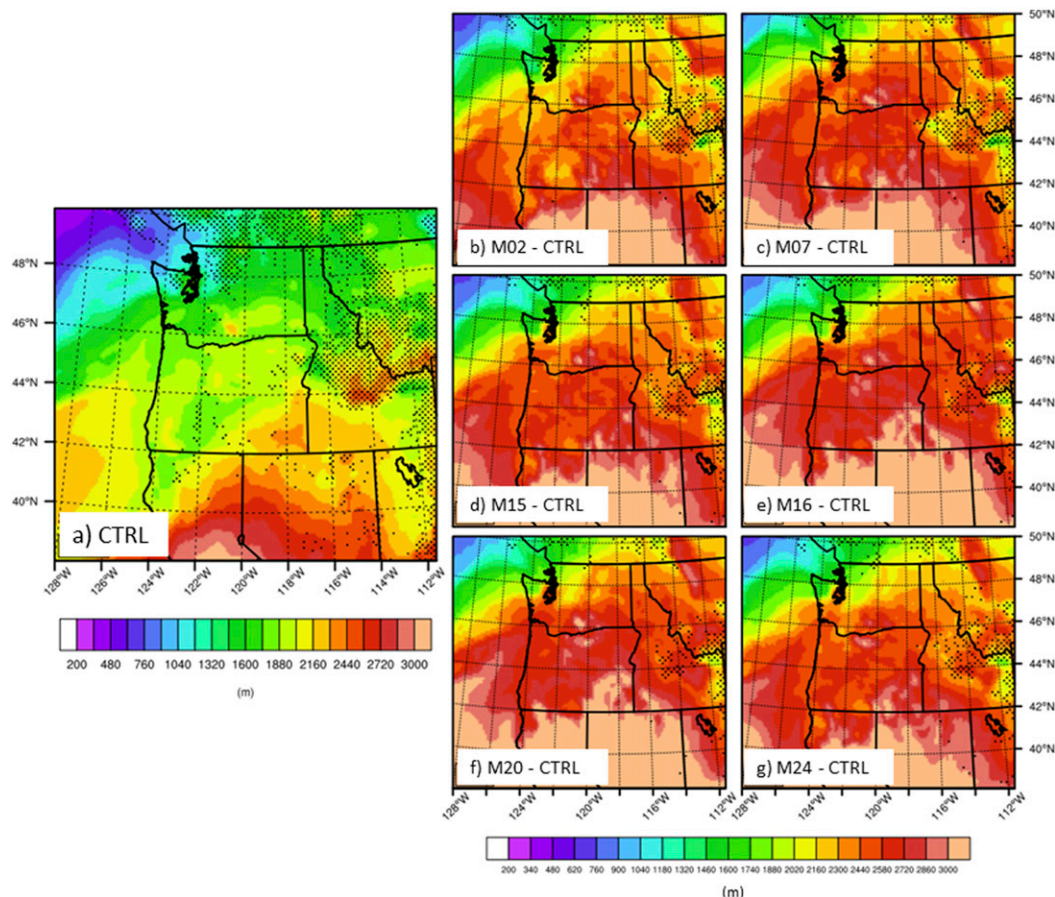 50°N
48°N
46°N
44°N
42°N
40°N
b) M02 - CTRL
c) M07 - CTRL
48°N
46°N
44°N
42°N
40°N
a) CTRL
128°W
126°W
124°W
122°W
120°W
118°W
116°W
114°W
112°W
200 480 760 1040 1320 1600 1880 2160 2440 2720 3000
(m)
50°N
48°N
46°N
44°N
42°N
40°N
d) M15 - CTRL
e) M16 - CTRL
50°N
48°N
46°N
44°N
42°N
40°N
f) M20 - CTRL
g) M24 - CTRL
128°W
124°W
120°W
116°W
112°W
128°W
124°W
120°W
116°W
112°W
200 340 480 620 760 900 1040 1180 1320 1460 1600 1740 1880 2020 2160 2300 2440 2580 2720 2860 3000
(m)